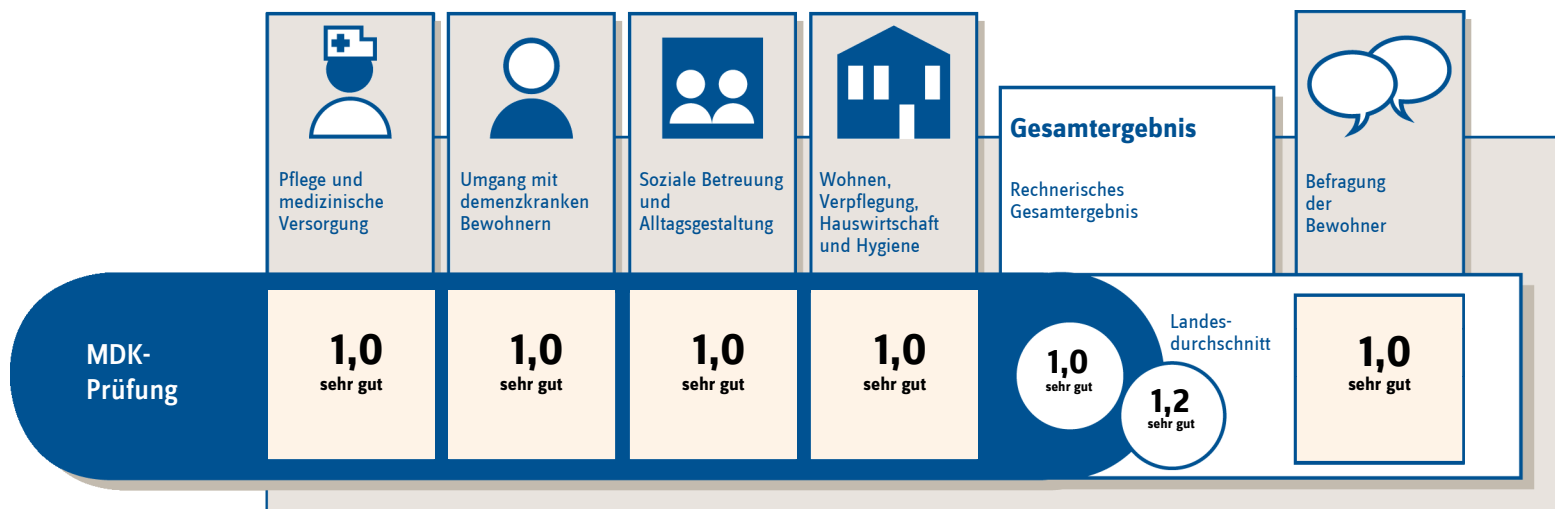 Pflege und
medizinische
Versorgung
Umgang mit
demenzkranken
Bewohnern
Soziale Betreuung
und
Alltagsgestaltung
Wohnen,
Verpflegung,
Hauswirtschaft
und Hygiene
Gesamtergebnis
Rechnerisches
Gesamtergebnis
Befragung
der
Bewohner
MDK-
Prüfung
1,0
sehr gut
1,0
sehr gut
1,0
sehr gut
1,0
sehr gut
1,0
sehr gut
Landes-
durchschnitt
1,2
sehr gut
1,0
sehr gut